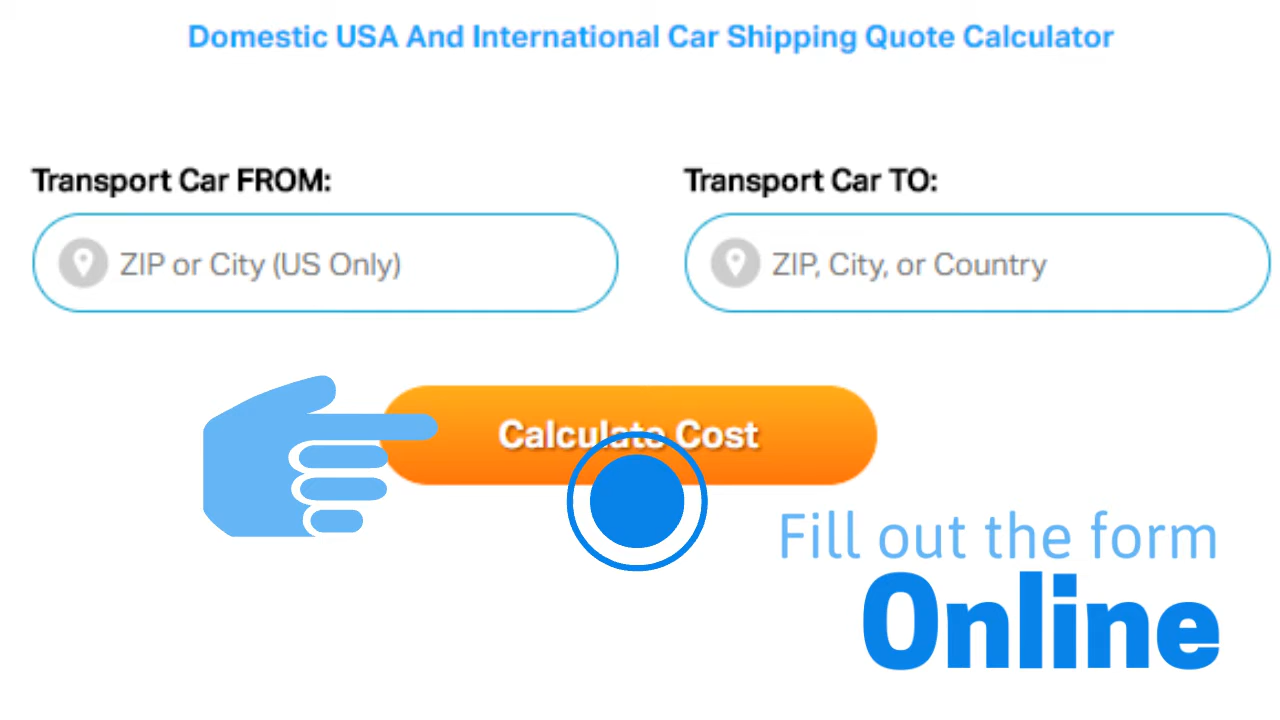 Domestic USA And International Car Shipping Quote Calculator
Transport Car FROM:
Transport Car TO:
ZIP or City (US Only)
ZIP, City, or Country
Calculate Cost
Fill out the form
Online